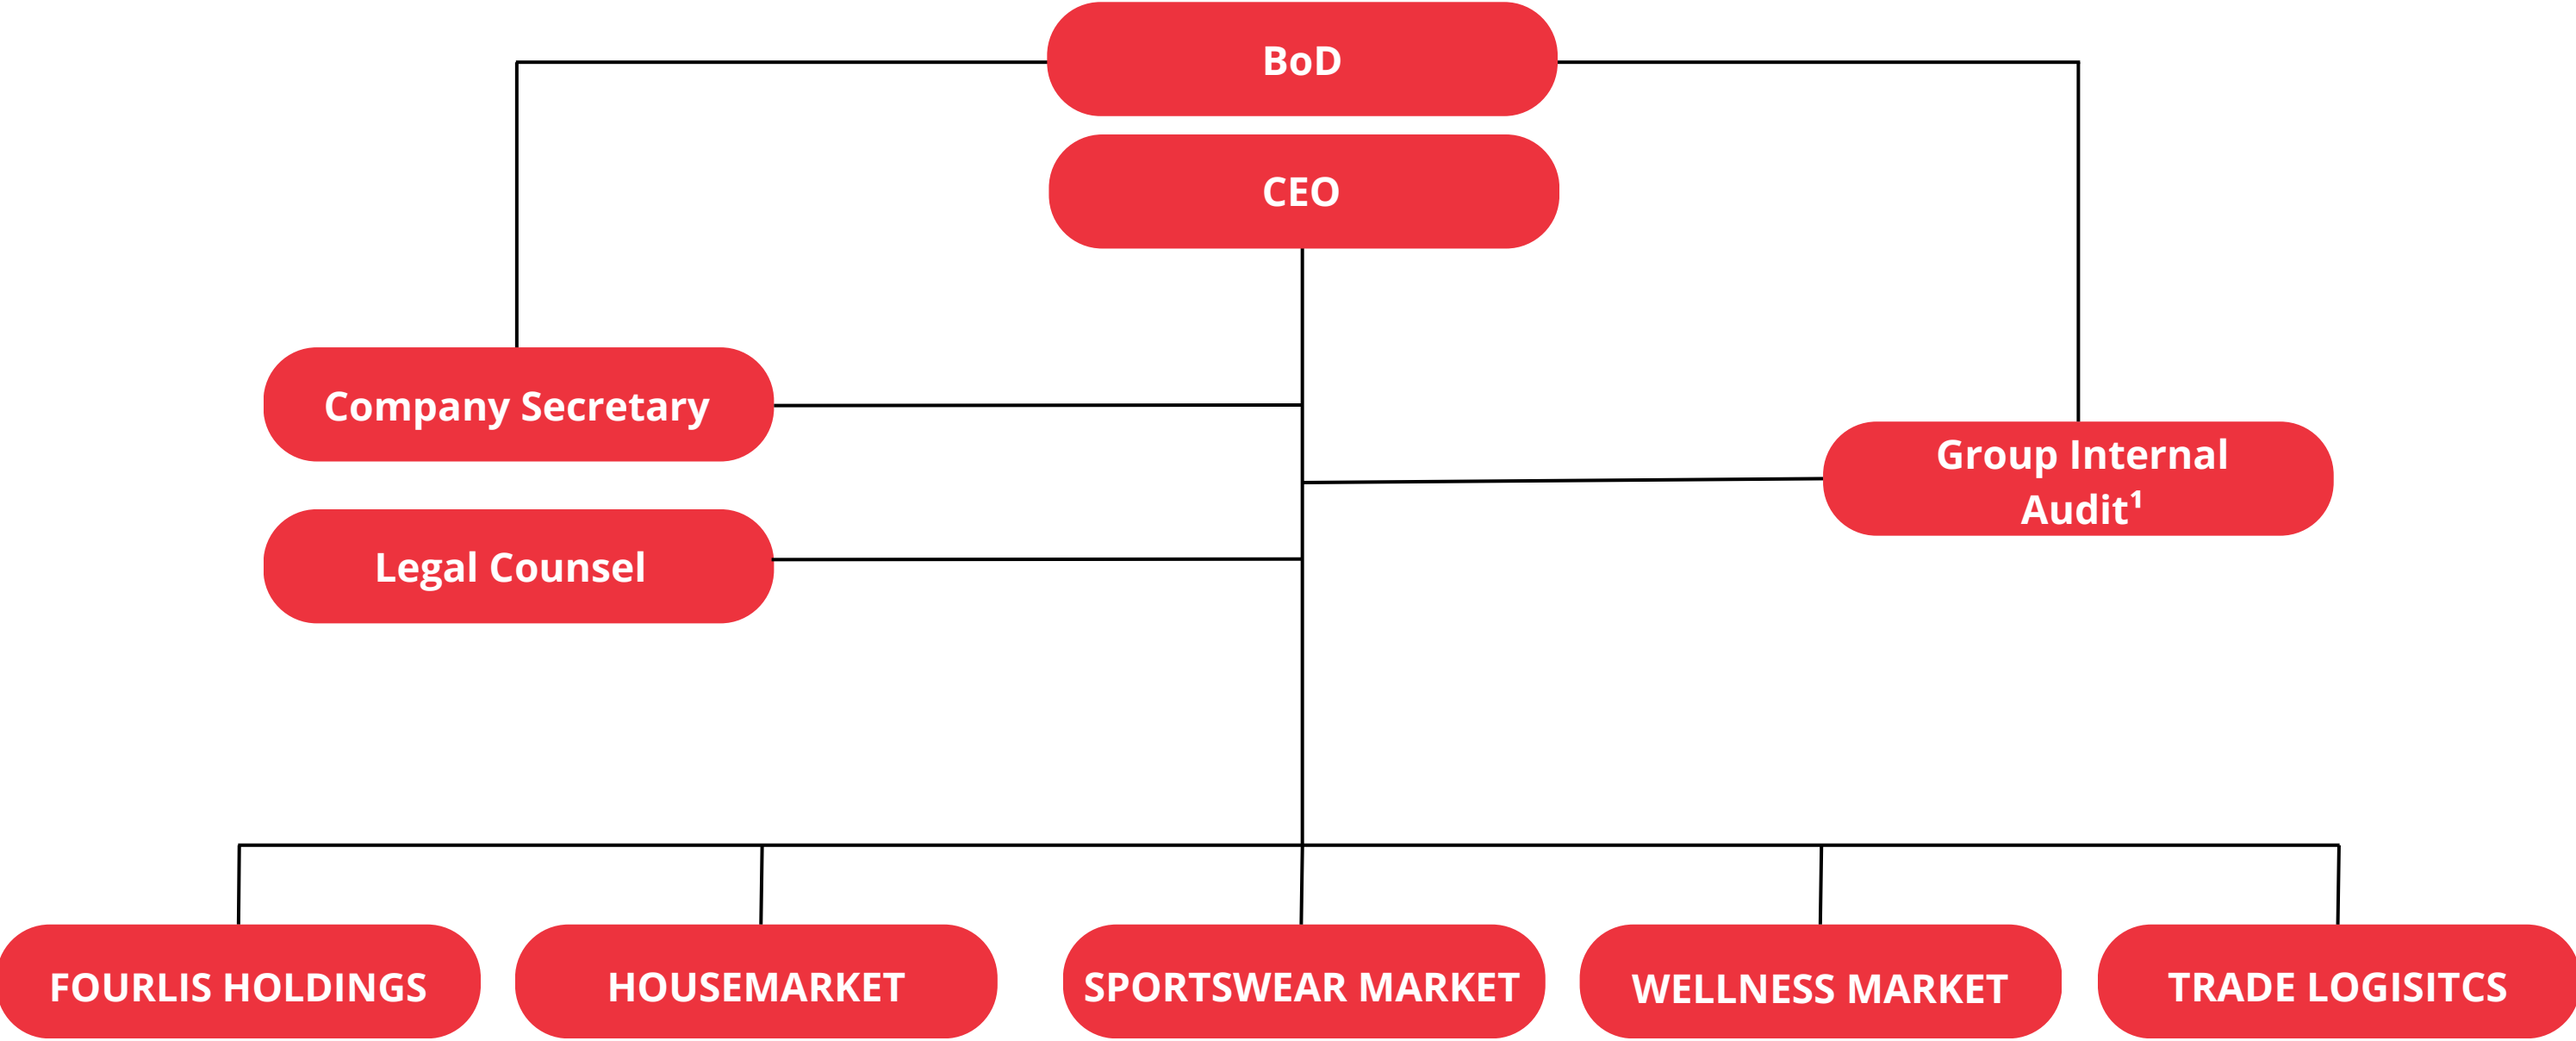 BoD
CEO
Company Secretary
Group Internal
Audit¹
Legal Counsel
FOURLIS HOLDINGS
HOUSEMARKET
SPORTSWEAR MARKET
WELLNESS MARKET
TRADE LOGISITCS